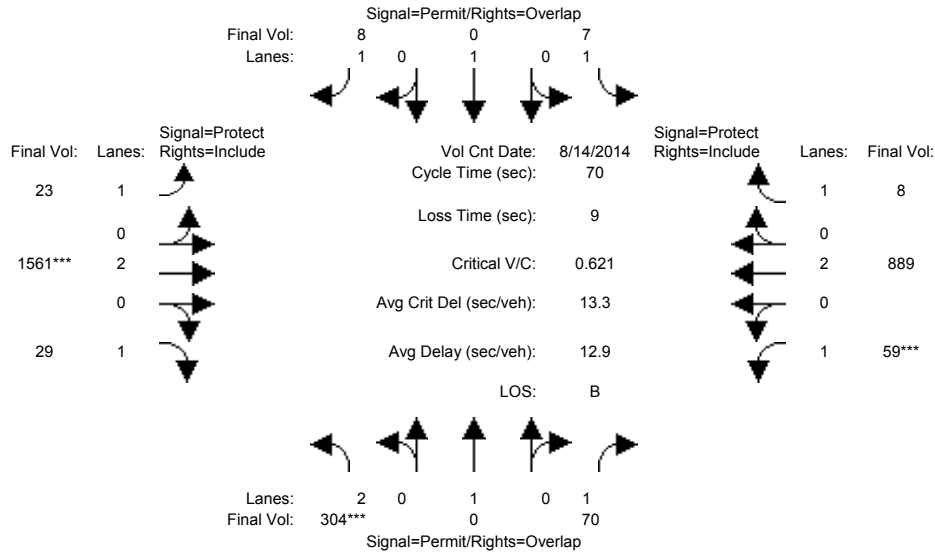 Signal=Permit/Rights=Overlap
Final Vol: 8 0 7
Lanes: 1 0 1 0 1
Signal=Protect Signal=Protect
Final Vol: Lanes: Rights=Include Vol Cnt Date: 8/14/2014 Rights=Include Lanes: Final Vol:
Cycle Time (sec): 70
23 1 1 8
Loss Time (sec): 9
0 0
1561*** 2 Critical V/C: 0.621 2 889
0 Avg Crit Del (sec/veh): 13.3 0
29 1 Avg Delay (sec/veh): 12.9 1 59***
LOS: B
Lanes: 2 0 1 0 1
Final Vol: 304*** 0 70
Signal=Permit/Rights=Overlap